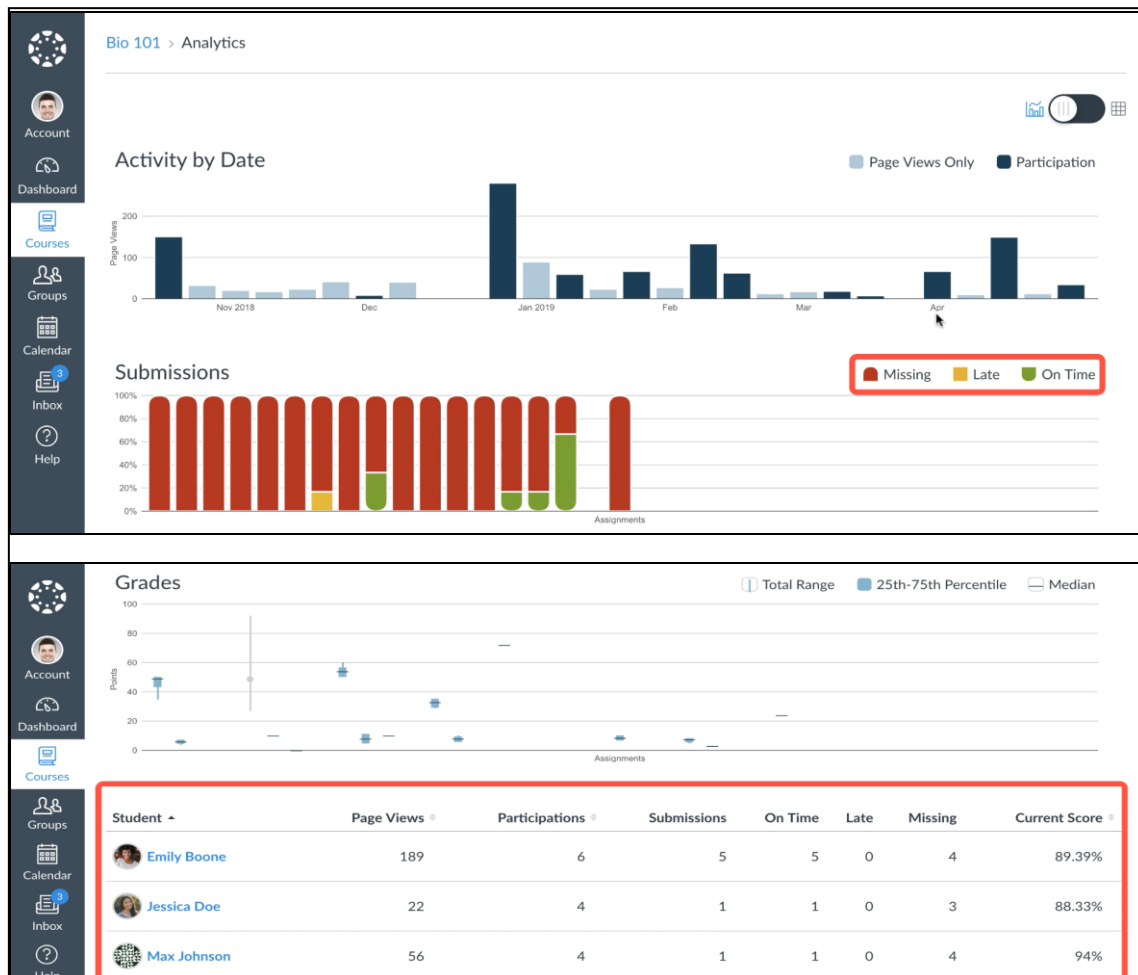 Bio 101 > Analytics
Account
Dashboard
Courses
Groups
Calendar
3
Inbox
Help
Activity by Date
Page Views Only
Participation
Page Views
200
100
0
Nov 2018
Dec
Jan 2019
Feb
Mar
Apr
Submissions
Missing
Late
On Time
100%
80%
60%
40%
20%
0%
Assignments
Account
Dashboard
Courses
Groups
Calendar
3
Inbox
Help
Grades
Total Range
25th-75th Percentile
Median
Points
100
80
60
40
20
0
Assignments
Student Page Views Participations Submissions On Time Late Missing Current Score
Emily Boone 189 6 5 5 0 4 89.39%
Jessica Doe 22 4 1 1 0 3 88.33%
Max Johnson 56 4 1 1 0 4 94%